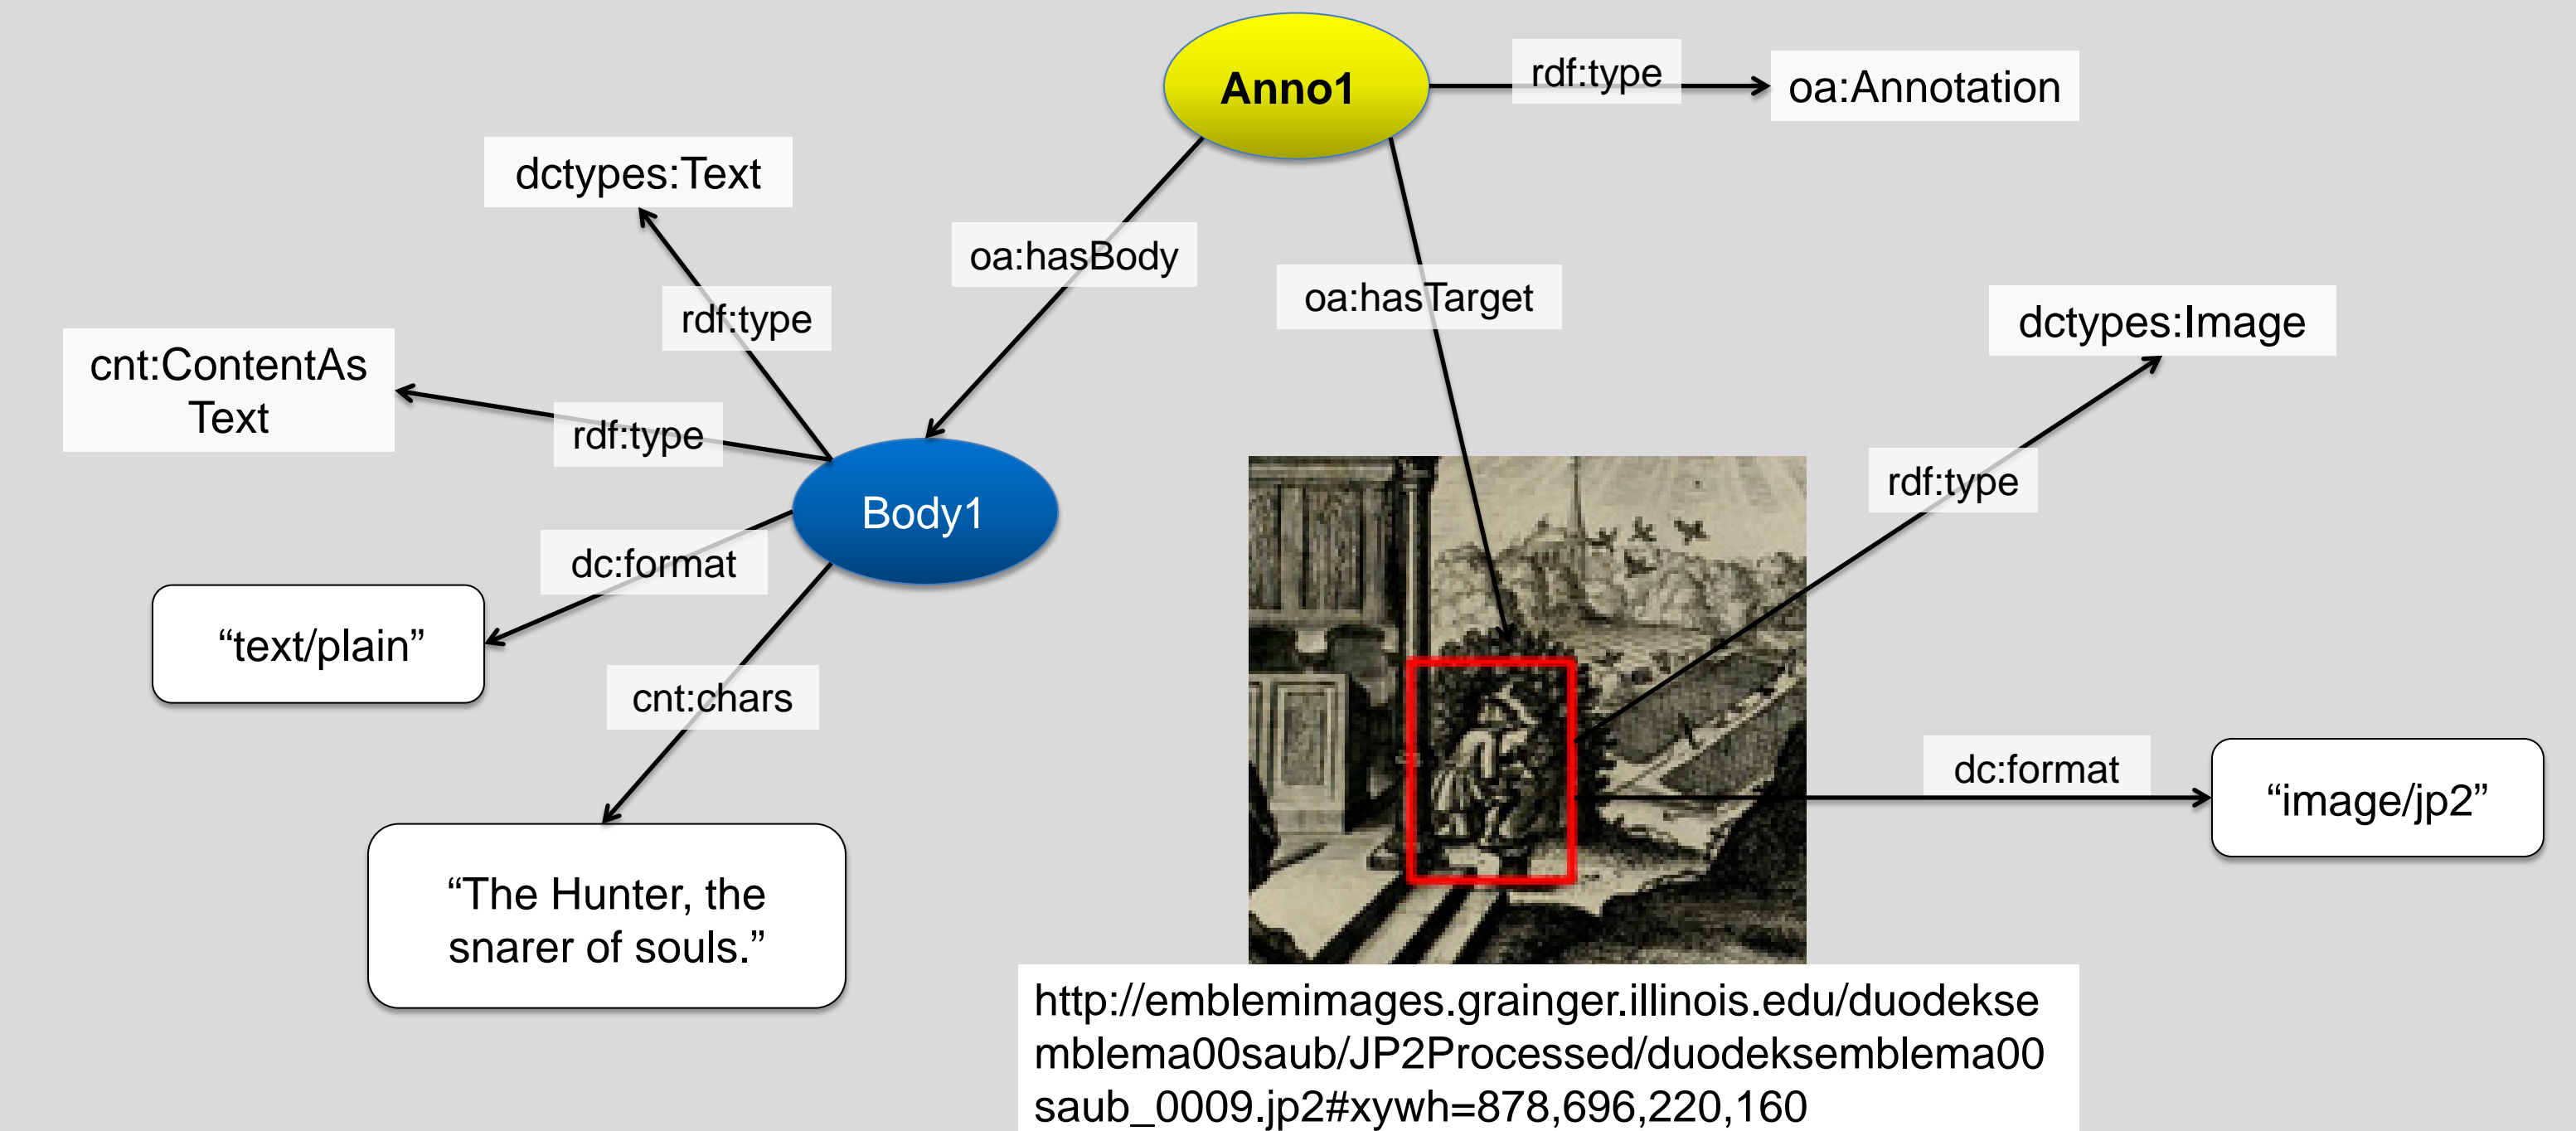 Anno1
rdf:type
oa:Annotation
dctypes:Text
oa:hasBody
oa:hasTarget
rdf:type
dctypes:Image
cnt:ContentAs
Text
rdf:type
rdf:type
Body1
dc:format
“text/plain”
cnt:chars
dc:format
“image/jp2”
“The Hunter, the
snarer of souls.”
http://emblemimages.grainger.illinois.edu/duodekse
mblema00saub/JP2Processed/duodeksemblema00
saub_0009.jp2#xywh=878,696,220,160